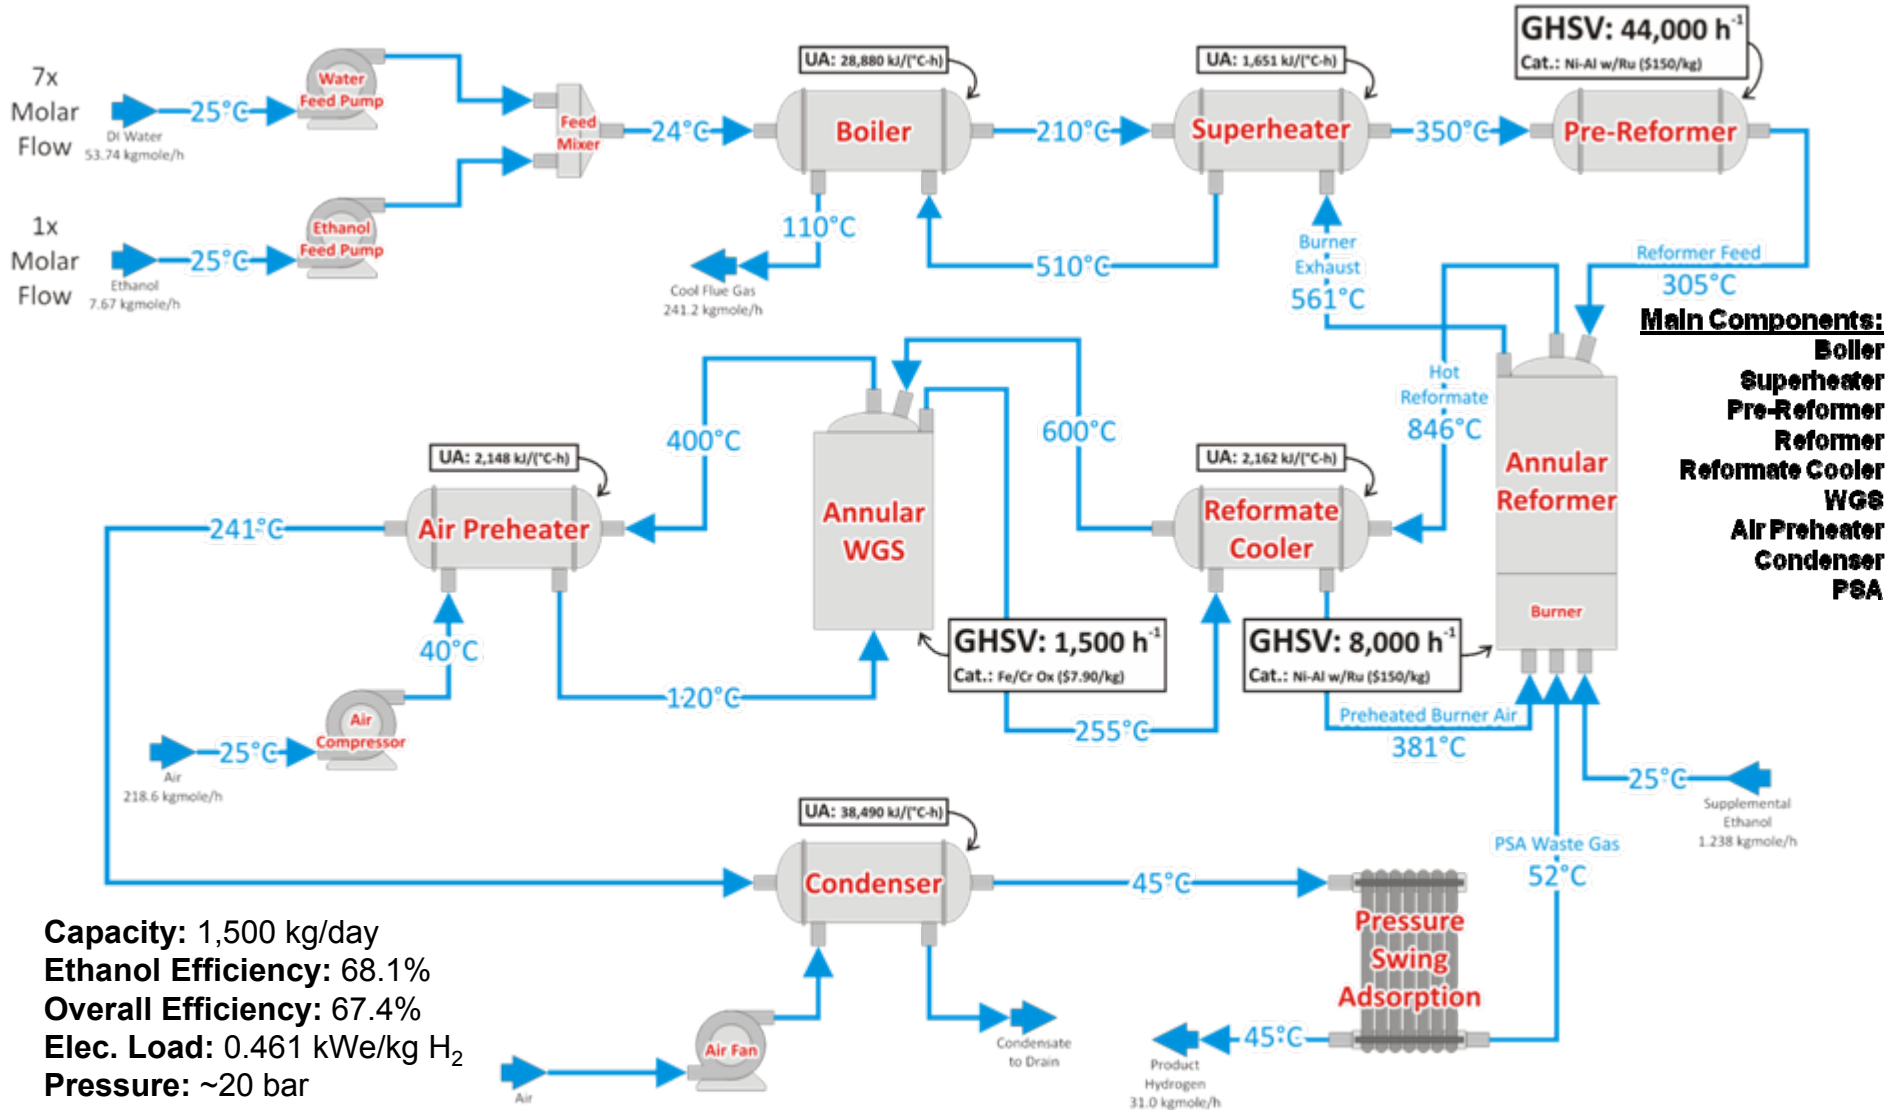 7x
Molar
Flow
DI Water
53.74 kgmole/h
25°C
Water
Feed Pump
1x
Molar
Flow
Ethanol
7.67 kgmole/h
25°C
Ethanol
Feed Pump
Feed
Mixer
24°C
UA: 28,880 kJ/(°C-h)
Boiler
110°C
Cool Flue Gas
241.2 kgmole/h
210°C
510°C
UA: 1,651 kJ/(°C-h)
Superheater
Burner
Exhaust
561°C
350°C
GHSV: 44,000 h-1
Cat.: Ni-Al w/Ru ($150/kg)
Pre-Reformer
Reformer Feed
305°C
Main Components:
Boiler
Superheater
Pre-Reformer
Reformer
Reformate Cooler
WGS
Air Preheater
Condenser
PSA
Annular
Reformer
Burner
Hot
Reformate
846°C
UA: 2,162 kJ/(°C-h)
Reformate
Cooler
600°C
GHSV: 8,000 h-1
Cat.: Ni-Al w/Ru ($150/kg)
Preheated Burner Air
381°C
Annular
WGS
GHSV: 1,500 h-1
Cat.: Fe/Cr Ox ($7.90/kg)
255°C
400°C
UA: 2,148 kJ/(°C-h)
Air Preheater
241°C
40°C
120°C
Air
Compressor
25°C
Air
218.6 kgmole/h
25°C
Supplemental
Ethanol
1.238 kgmole/h
PSA Waste Gas
52°C
UA: 38,490 kJ/(°C-h)
Condenser
45°C
Pressure
Swing
Adsorption
45°C
Product
Hydrogen
31.0 kgmole/h
Condensate
to Drain
Air Fan
Air
Capacity: 1,500 kg/day
Ethanol Efficiency: 68.1%
Overall Efficiency: 67.4%
Elec. Load: 0.461 kWe/kg H2
Pressure: ~20 bar